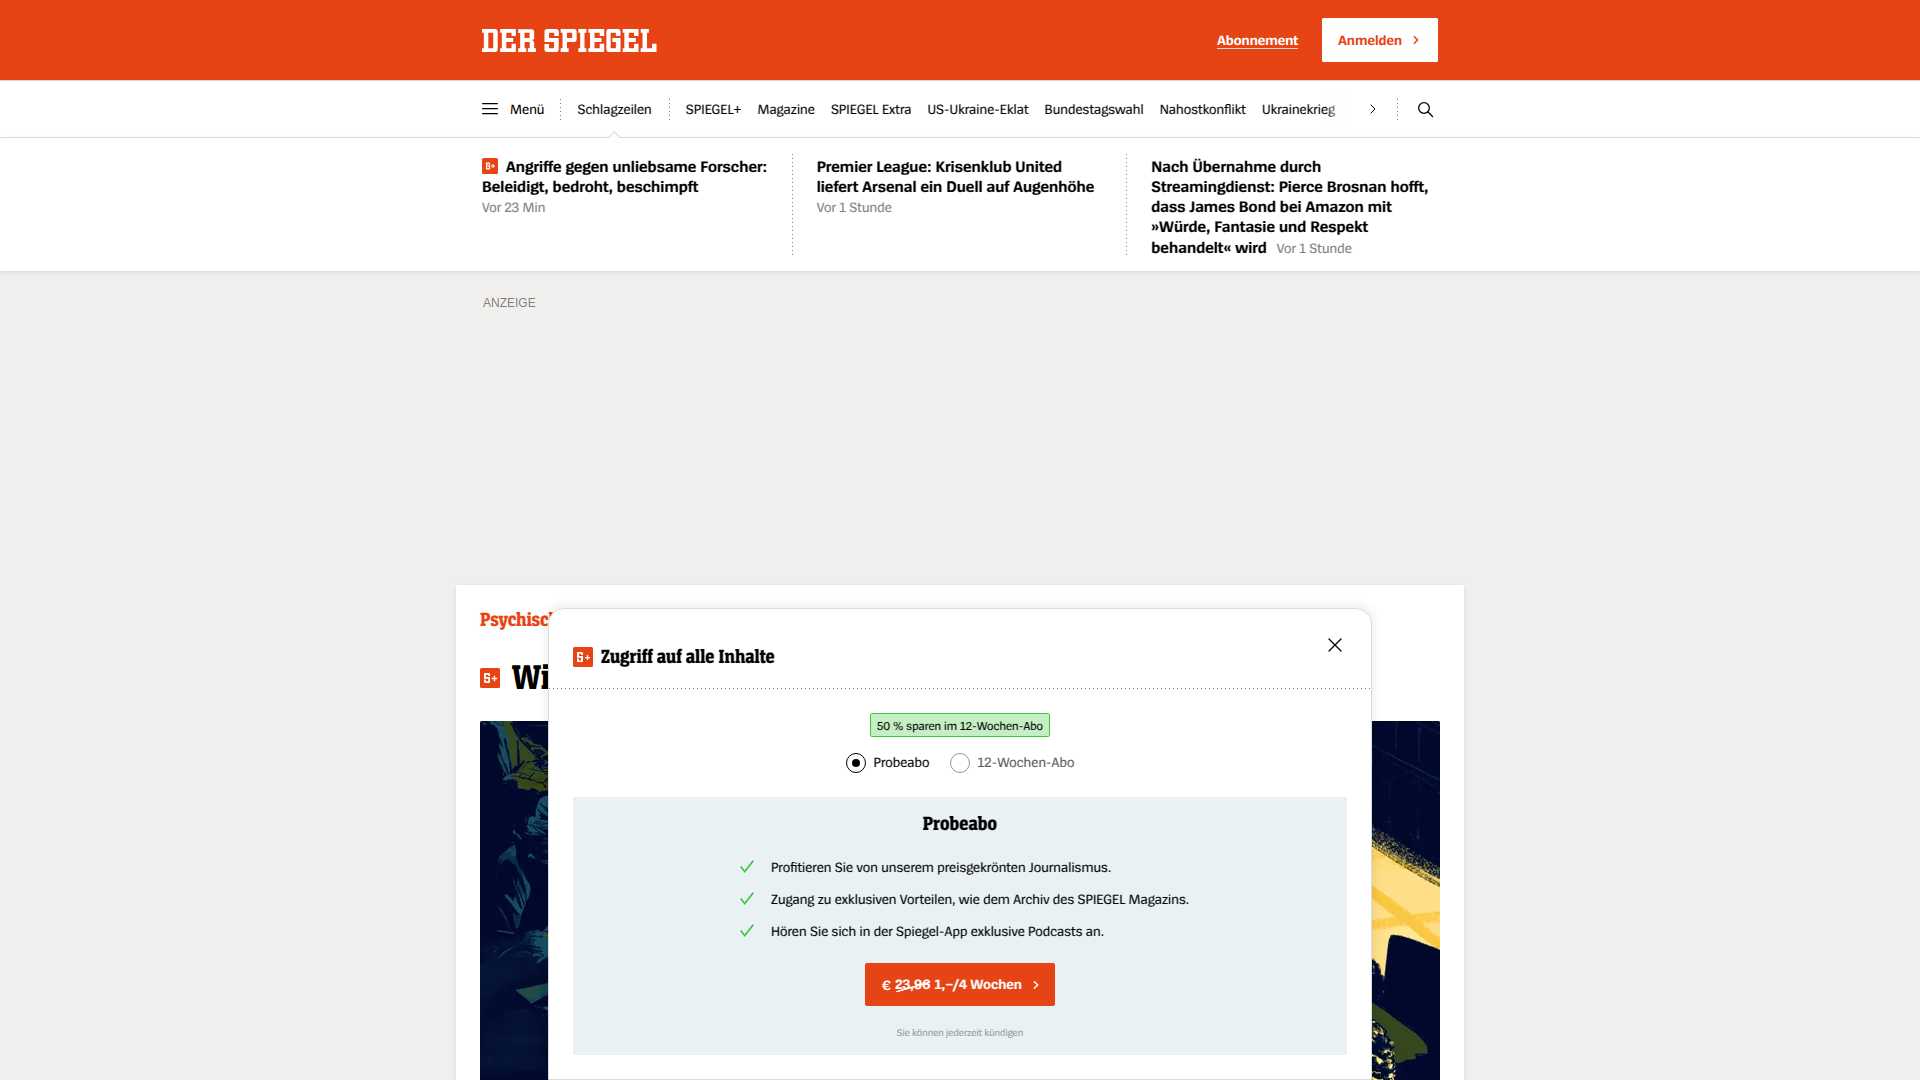 DER SPIEGEL
Abonnement
Anmelden
Menü
Schlagzeilen
SPIEGEL+
Magazine
SPIEGEL Extra
US-Ukraine-Eklat
Bundestagswahl
Nahostkonflikt
Ukrainekrieg
Angriffe gegen unliebsame Forscher:
Beleidigt, bedroht, beschimpft
Vor 23 Min
Premier League: Krisenklub United
liefert Arsenal ein Duell auf Augenhöhe
Vor 1 Stunde
Nach Übernahme durch
Streamingdienst: Pierce Brosnan hofft,
dass James Bond bei Amazon mit
»Würde, Fantasie und Respekt
behandelt« wird Vor 1 Stunde
ANZEIGE
Zugriff auf alle Inhalte
50 % sparen im 12-Wochen-Abo
Probeabo
12-Wochen-Abo
Probeabo
Profitieren Sie von unserem preisgekrönten Journalismus.
Zugang zu exklusiven Vorteilen, wie dem Archiv des SPIEGEL Magazins.
Hören Sie sich in der Spiegel-App exklusive Podcasts an.
€ 23,96 1,–/4 Wochen
Sie können jederzeit kündigen